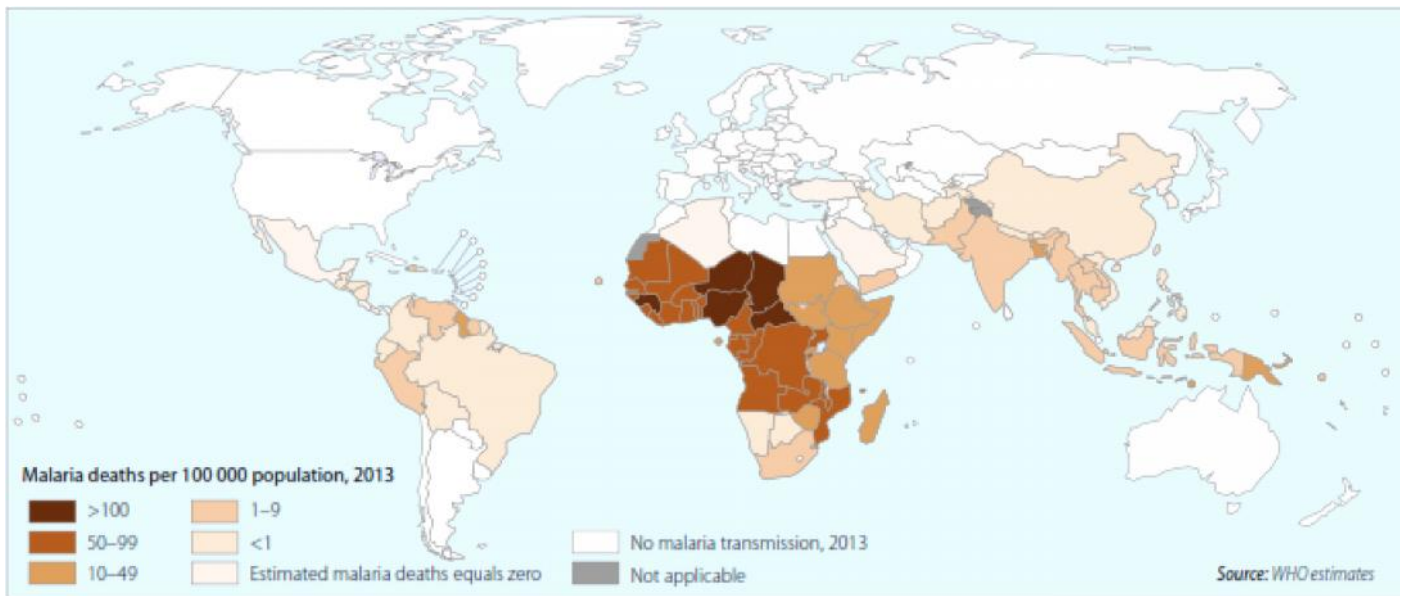 Malaria deaths per 100 000 population, 2013
>100
50–99
10–49
1–9
<1
Estimated malaria deaths equals zero
No malaria transmission, 2013
Not applicable
Source: WHO estimates